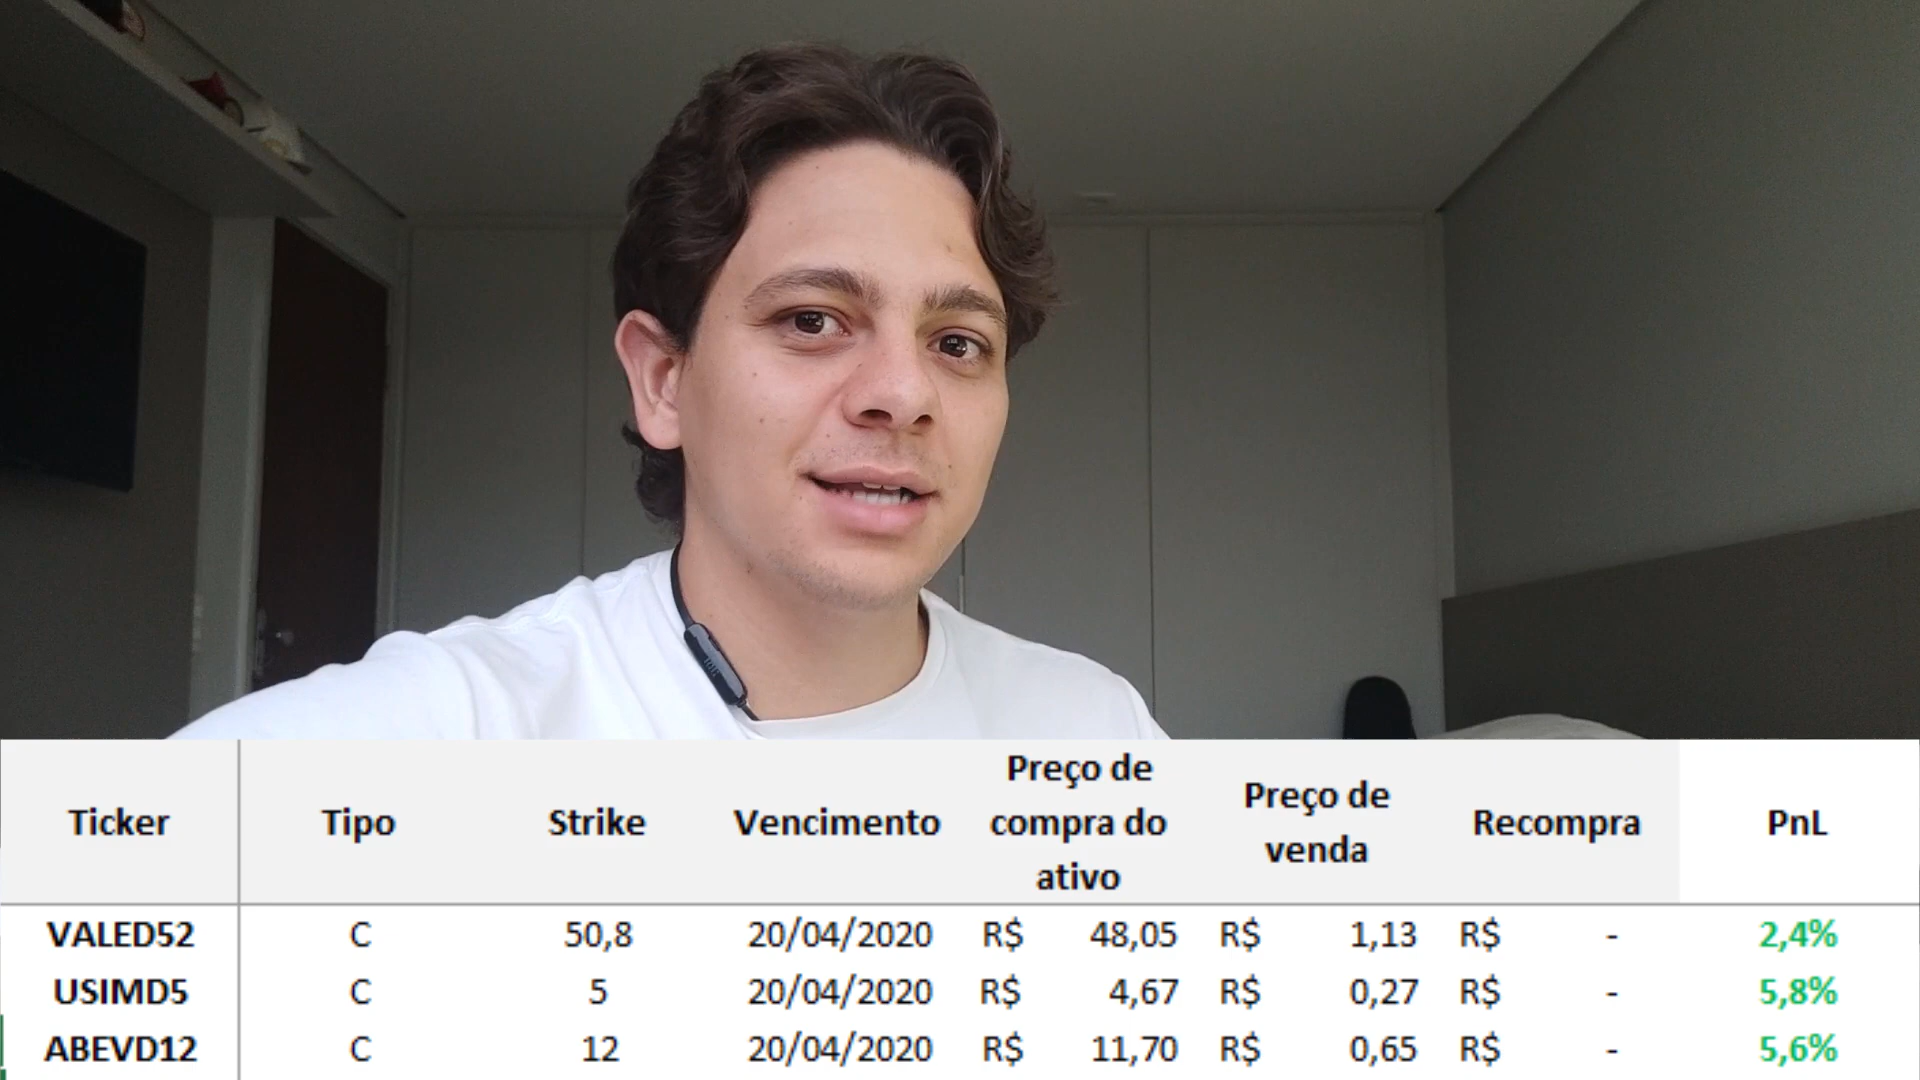 Ticker Tipo Strike Vencimento Preço de compra do ativo Preço de venda Recompra PnL
VALED52 C 50,8 20/04/2020 R$ 48,05 R$ 1,13 R$ - 2,4%
USIMD5 C 5 20/04/2020 R$ 4,67 R$ 0,27 R$ - 5,8%
ABEVD12 C 12 20/04/2020 R$ 11,70 R$ 0,65 R$ - 5,6%